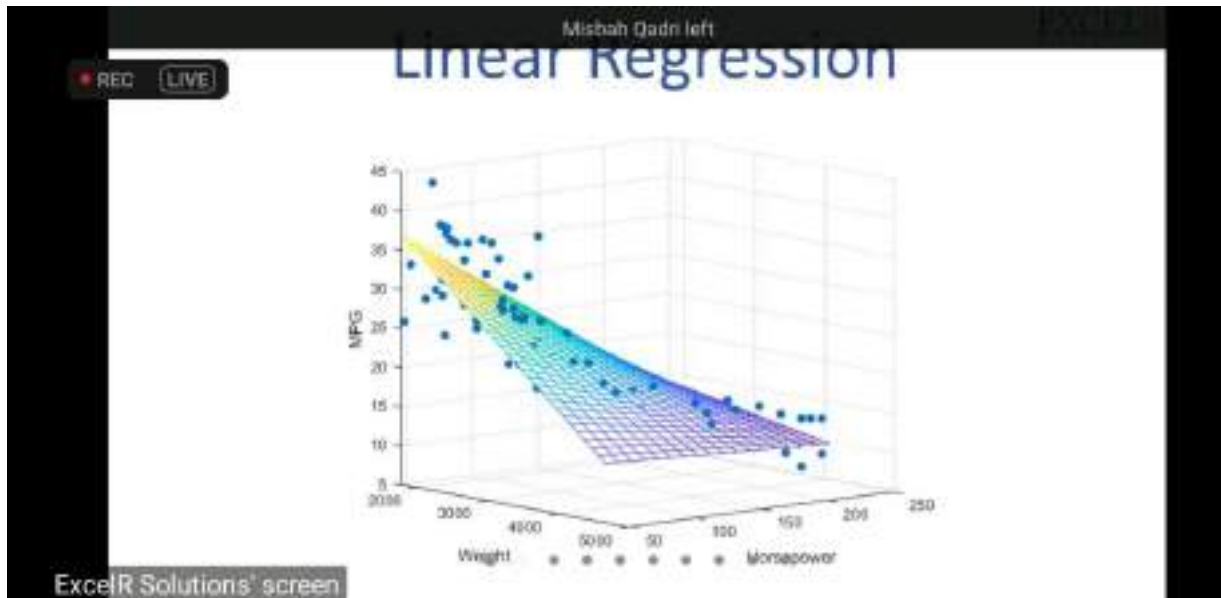 Misbah Qadri left
EXCELR
Linear Regression
REC LIVE
45
40
35
30
25
20
15
10
5
MPG
2000
3000
4000
5000
50
100
150
200
250
Weight
Horsepower
ExcelR Solutions' screen